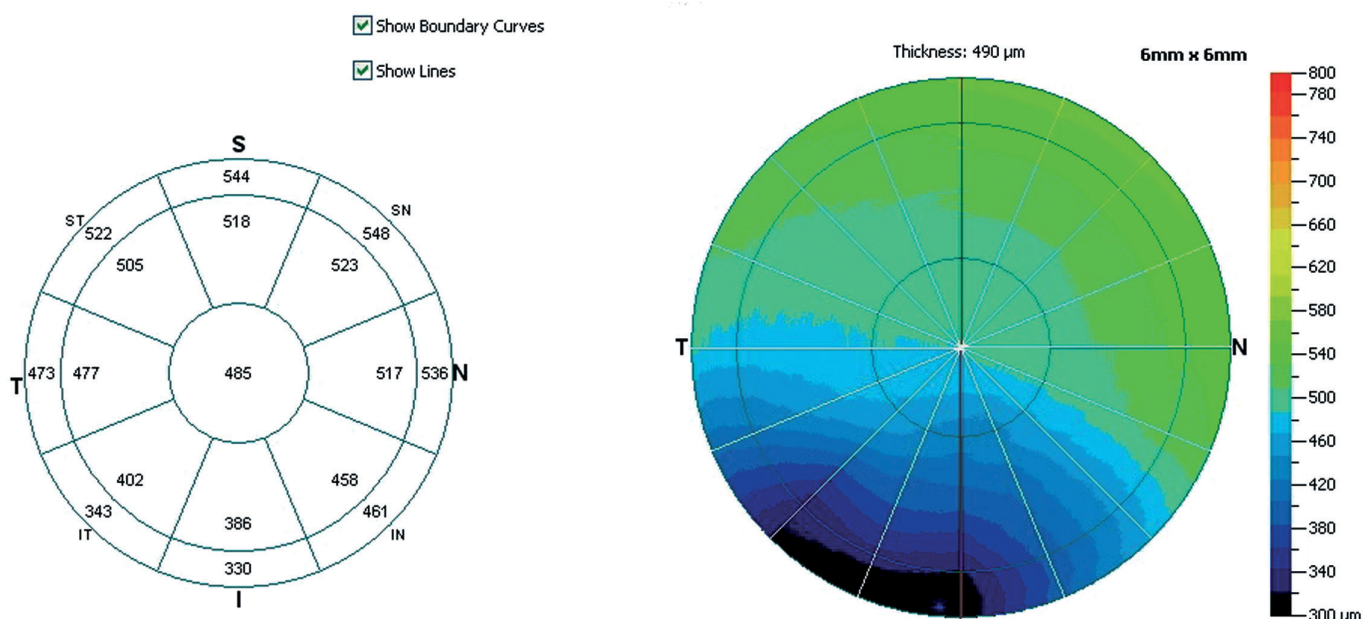 Show Boundary Curves
Show Lines
S
544
ST
SN
522
548
518
505
523
T
473
477
485
517
536
N
402
458
343
386
461
IT
IN
330
I
Thickness: 490 µm
6mm x 6mm
T
N
800
780
740
700
660
620
580
540
500
460
420
380
340
300 µm